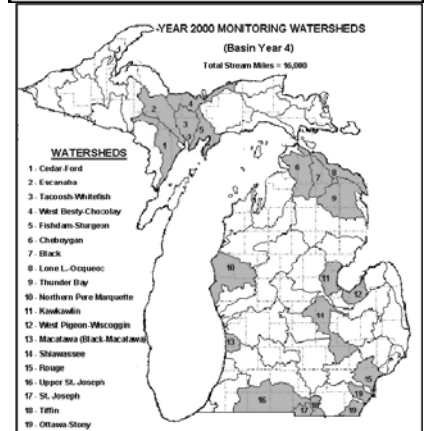 -YEAR 2000 MONITORING WATERSHEDS
(Basin Year 4)
Total Stream Miles = 16,080
WATERSHEDS
1 - Cedar-Ford
2 - Escanaba
3 - Tacoosh-Whitefish
4 - West Besty-Chocolay
5 - Fishdam-Sturgeon
6 - Cheboygan
7 - Black
8 - Lone L.-Ocqueoc
9 - Thunder Bay
10 - Northern Pere Marquette
11 - Kawkawlin
12 - West Pigeon-Wiscoggin
13 - Macatawa (Black-Macatawa)
14 - Shiawassee
15 - Rouge
16 - Upper St. Joseph
17 - St. Joseph
18 - Tiffin
19 - Ottawa-Stony
4
2
3
3
5
1
6
7
8
9
10
11
12
14
13
15
16
17
18
19
19